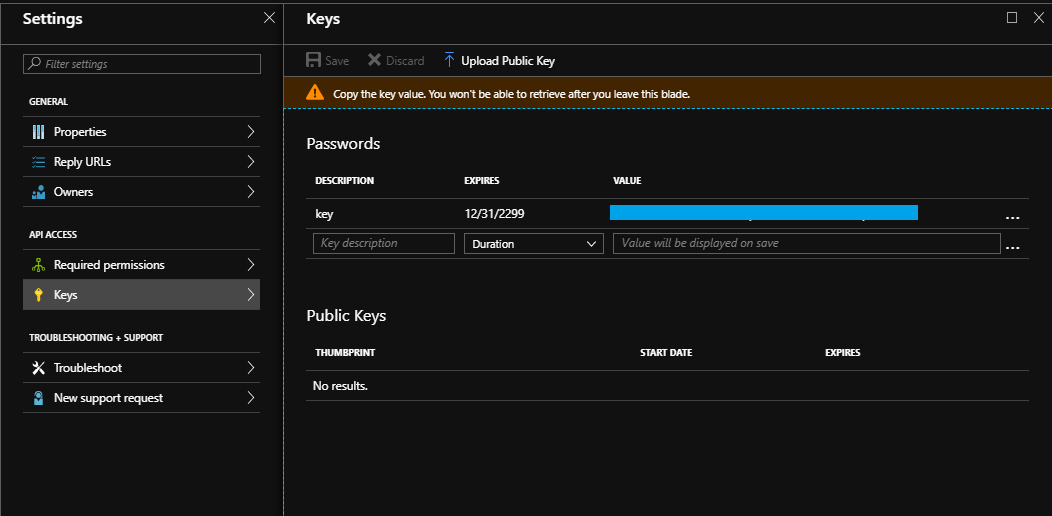 Settings
Filter settings
GENERAL
Properties
Reply URLs
Owners
API ACCESS
Required permissions
Keys
TROUBLESHOOTING + SUPPORT
Troubleshoot
New support request
Keys
Save Discard Upload Public Key
Copy the key value. You won't be able to retrieve after you leave this blade.
Passwords
DESCRIPTION EXPIRES VALUE
key 12/31/2299 ...
Key description Duration Value will be displayed on save ...
Public Keys
THUMBPRINT START DATE EXPIRES
No results.